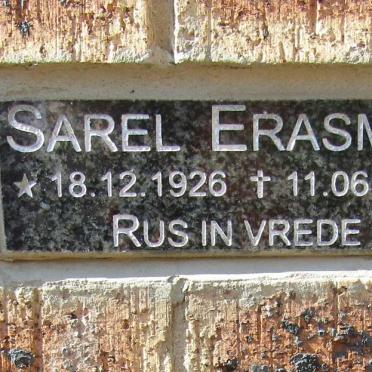 SAREL ERASM
★ 18.12.1926 ✝ 11.06.
RUS IN VREDE